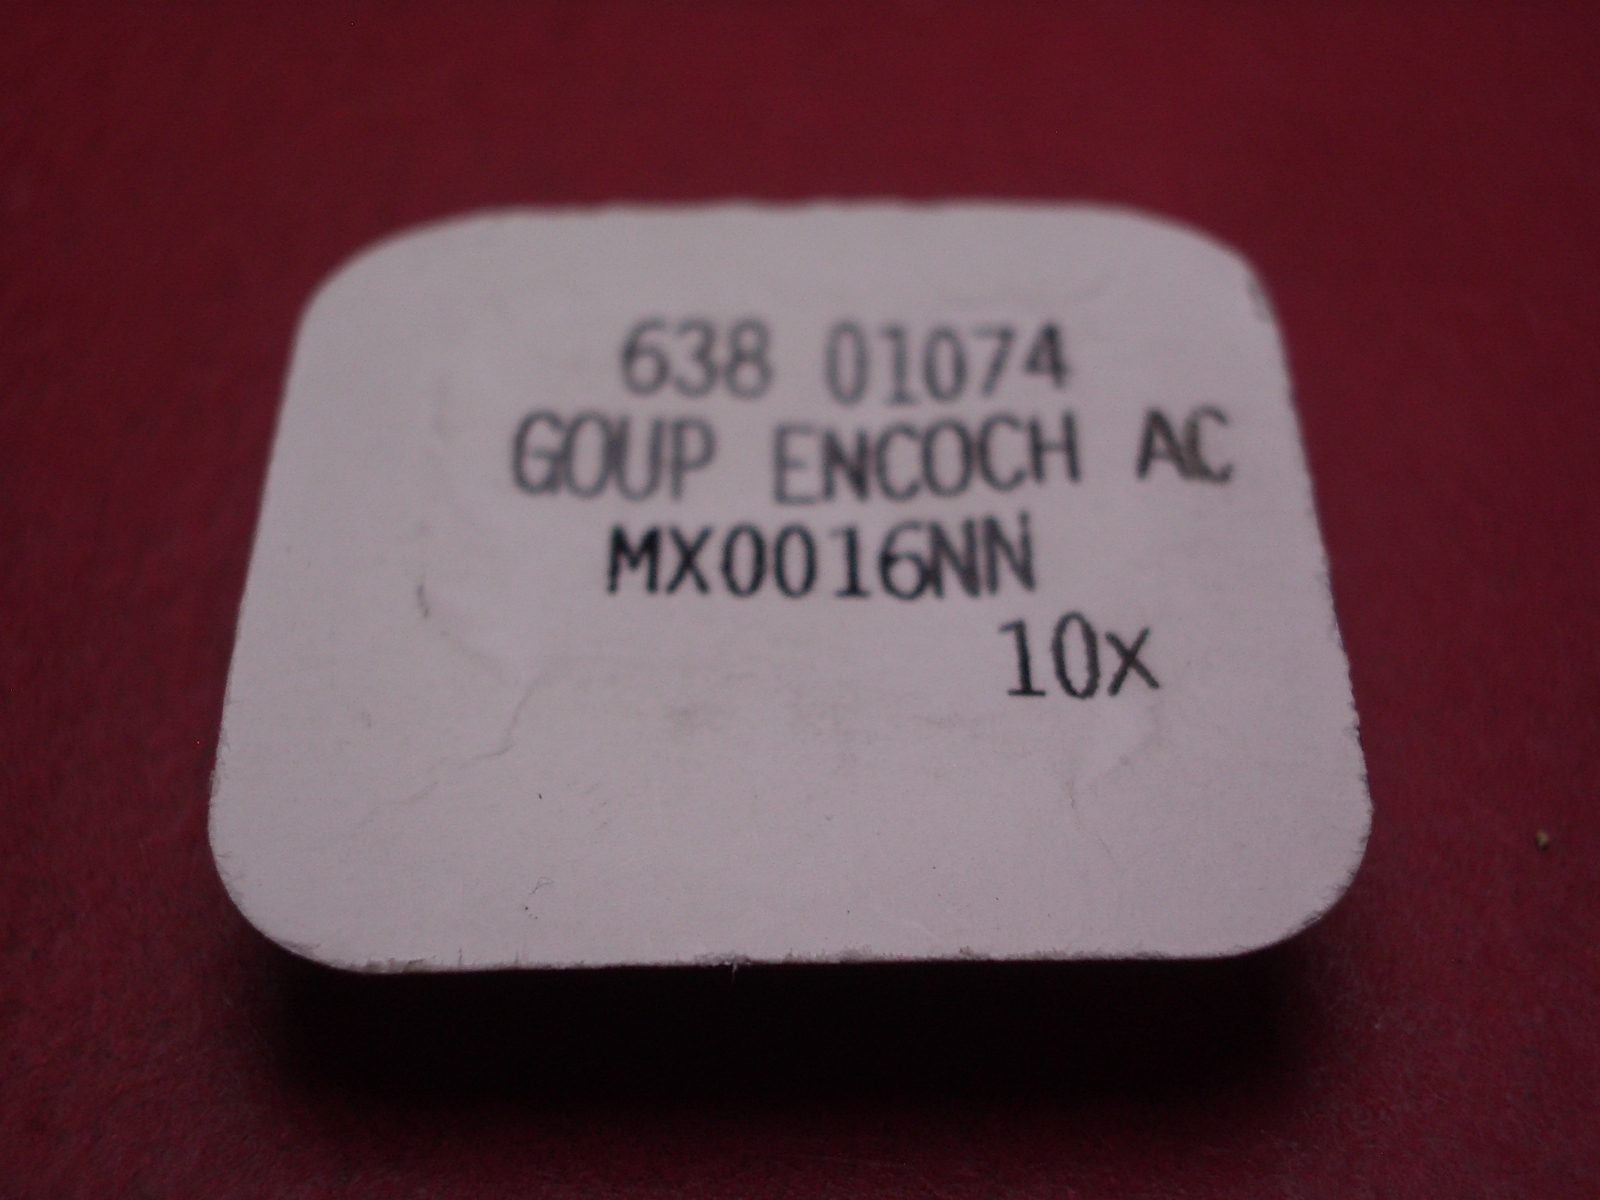 638 01074
GOUP ENCOCH AC
MX0016NN
10x